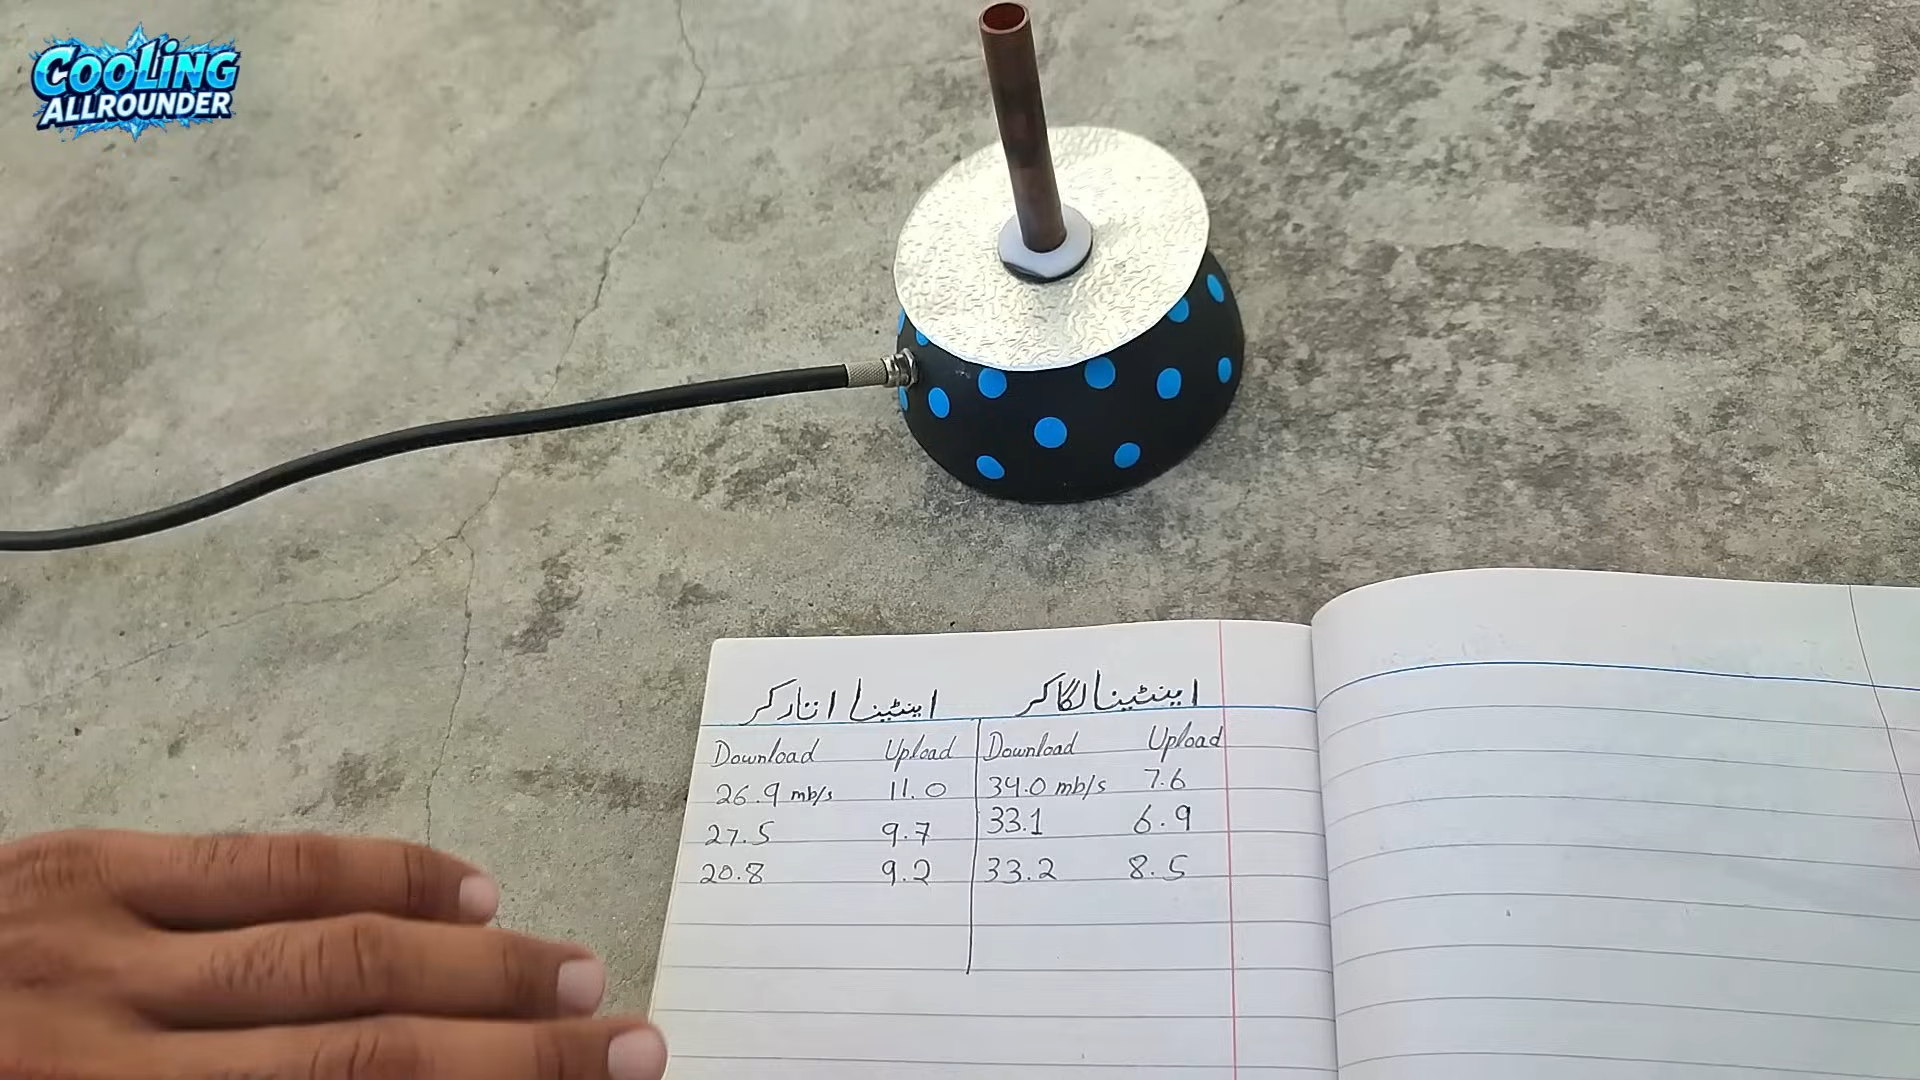 COOLING
ALLROUNDER
اینٹینا لگا کر
اینٹینا اتار کر
Download Upload Download Upload
26.9 mb/s 11.0 34.0 mb/s 7.6
27.5 9.7 33.1 6.9
20.8 9.2 33.2 8.5